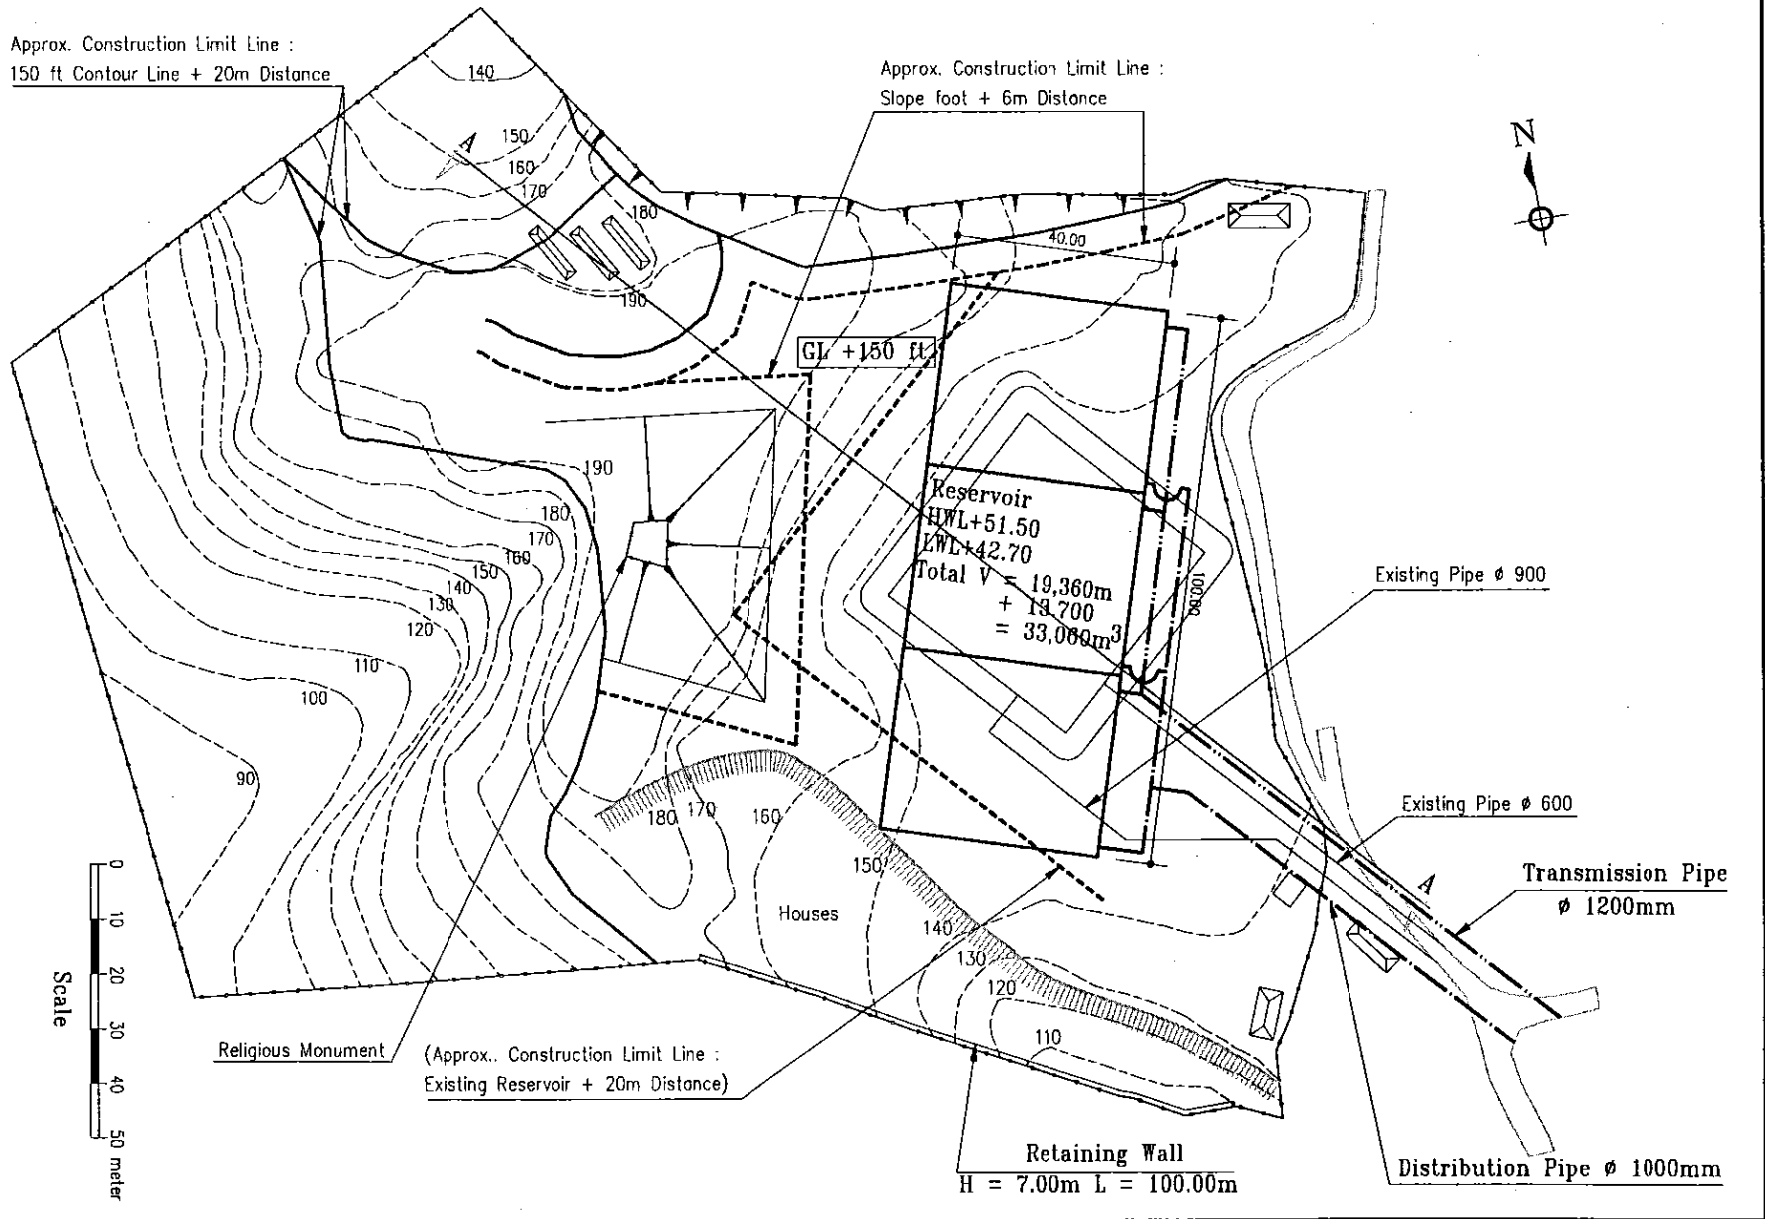 Approx. Construction Limit Line :
150 ft Contour Line + 20m Distance
Approx. Construction Limit Line :
Slope foot + 6m Distance
N
140
150
160
170
180
190
A
40.00
GL +150 ft
190
180
170
160
150
140
130
120
110
100
90
Reservoir
HWL+51.50
LWL+42.70
Total V = 19,360m
+ 13,700
= 33,060m3
100.00
Existing Pipe ø 900
Existing Pipe ø 600
Transmission Pipe
ø 1200mm
A
180
170
160
150
Houses
140
130
120
110
0
10
20
30
40
50 meter
Scale
Religious Monument
(Approx.. Construction Limit Line :
Existing Reservoir + 20m Distance)
Retaining Wall
H = 7.00m L = 100.00m
Distribution Pipe ø 1000mm